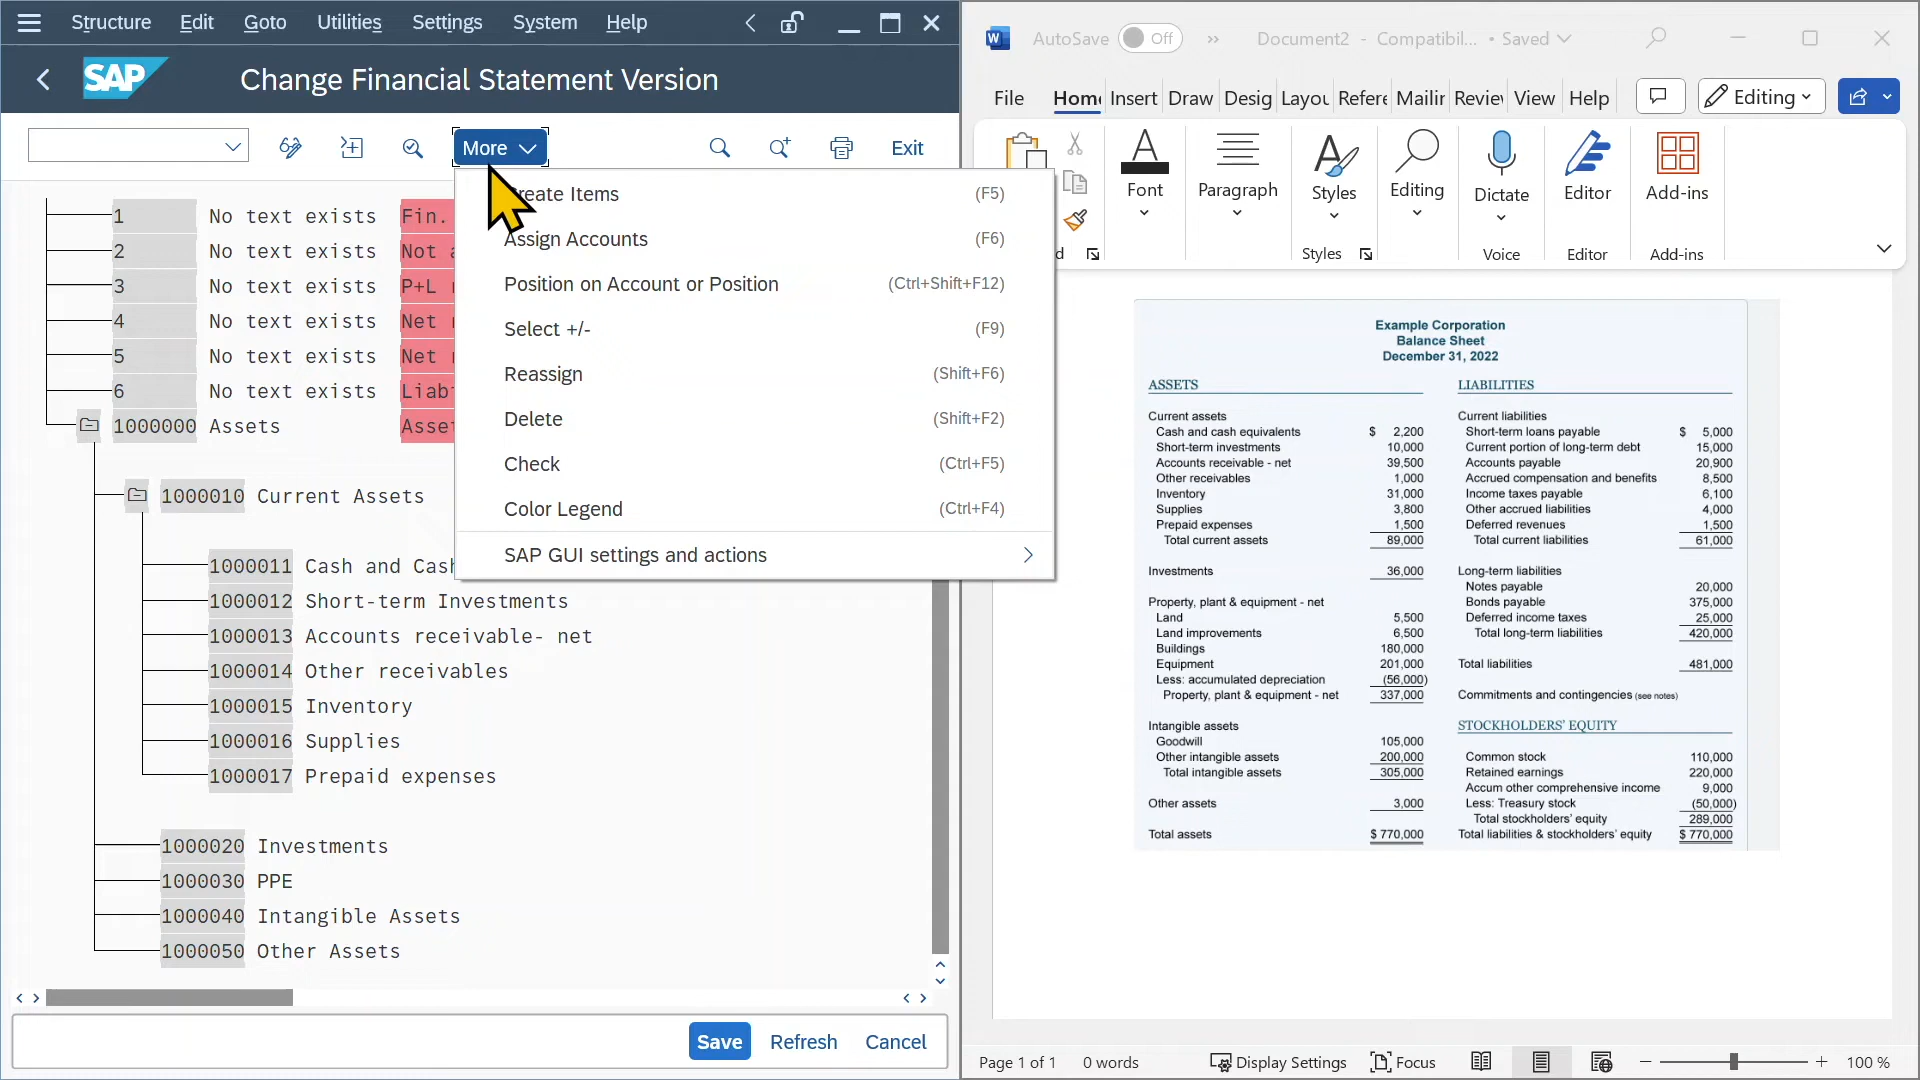 Structure Edit Goto Utilities Settings System Help
SAP Change Financial Statement Version
More Exit
1 No text exists Fin.
2 No text exists Not
3 No text exists P+L
4 No text exists Net
5 No text exists Net
6 No text exists Liab
1000000 Assets Asset
1000010 Current Assets
1000011 Cash and Cash
1000012 Short-term Investments
1000013 Accounts receivable- net
1000014 Other receivables
1000015 Inventory
1000016 Supplies
1000017 Prepaid expenses
1000020 Investments
1000030 PPE
1000040 Intangible Assets
1000050 Other Assets
Save Refresh Cancel
reate Items (F5)
Assign Accounts (F6)
Position on Account or Position (Ctrl+Shift+F12)
Select +/- (F9)
Reassign (Shift+F6)
Delete (Shift+F2)
Check (Ctrl+F5)
Color Legend (Ctrl+F4)
SAP GUI settings and actions
W AutoSave Off Document2 - Compatibil... • Saved
File Home Insert Draw Desig Layou Refere Mailin Review View Help Editing
Font Paragraph Styles Editing Dictate Editor Add-ins
d Styles Voice Editor Add-ins
Example Corporation
Balance Sheet
December 31, 2022
ASSETS
Current assets
Cash and cash equivalents $ 2,200
Short-term investments 10,000
Accounts receivable - net 39,500
Other receivables 1,000
Inventory 31,000
Supplies 3,800
Prepaid expenses 1,500
Total current assets 89,000
Investments 36,000
Property, plant & equipment - net
Land 5,500
Land improvements 6,500
Buildings 180,000
Equipment 201,000
Less: accumulated depreciation (56,000)
Property, plant & equipment - net 337,000
Intangible assets
Goodwill 105,000
Other intangible assets 200,000
Total intangible assets 305,000
Other assets 3,000
Total assets $ 770,000
LIABILITIES
Current liabilities
Short-term loans payable $ 5,000
Current portion of long-term debt 15,000
Accounts payable 20,900
Accrued compensation and benefits 8,500
Income taxes payable 6,100
Other accrued liabilities 4,000
Deferred revenues 1,500
Total current liabilities 61,000
Long-term liabilities
Notes payable 20,000
Bonds payable 375,000
Deferred income taxes 25,000
Total long-term liabilities 420,000
Total liabilities 481,000
Commitments and contingencies (see notes)
STOCKHOLDERS' EQUITY
Common stock 110,000
Retained earnings 220,000
Accum other comprehensive income 9,000
Less: Treasury stock (50,000)
Total stockholders' equity 289,000
Total liabilities & stockholders' equity $ 770,000
Page 1 of 1 0 words Display Settings Focus 100 %